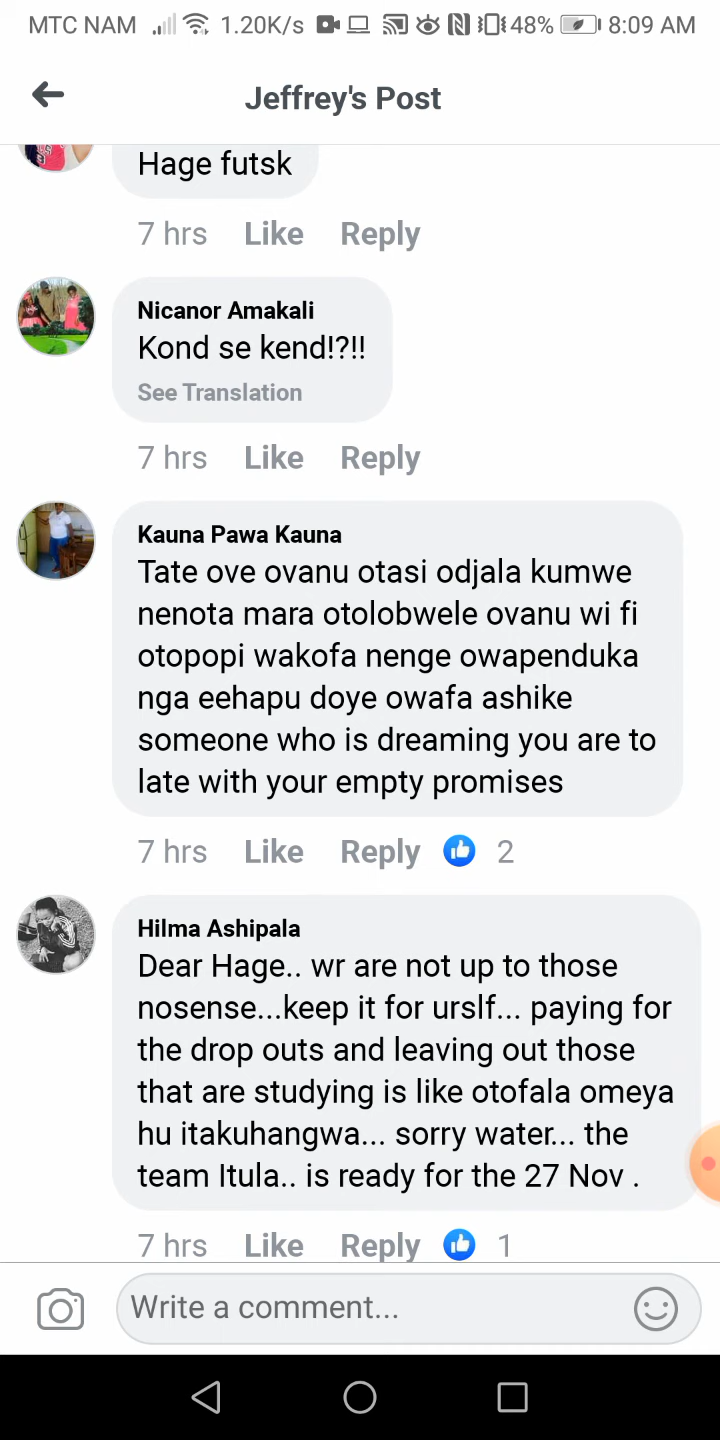 MTC NAM 1.20K/s 48% 8:09 AM
Jeffrey's Post
Hage futsk
7 hrs Like Reply
Nicanor Amakali
Kond se kend!?!!
See Translation
7 hrs Like Reply
Kauna Pawa Kauna
Tate ove ovanu otasi odjala kumwe
nenota mara otolobwele ovanu wi fi
otopopi wakofa nenge owapenduka
nga eehapu doye owafa ashike
someone who is dreaming you are to
late with your empty promises
7 hrs Like Reply 2
Hilma Ashipala
Dear Hage.. wr are not up to those
nosense...keep it for urslf... paying for
the drop outs and leaving out those
that are studying is like otofala omeya
hu itakuhangwa... sorry water... the
team Itula.. is ready for the 27 Nov .
7 hrs Like Reply 1
Write a comment...